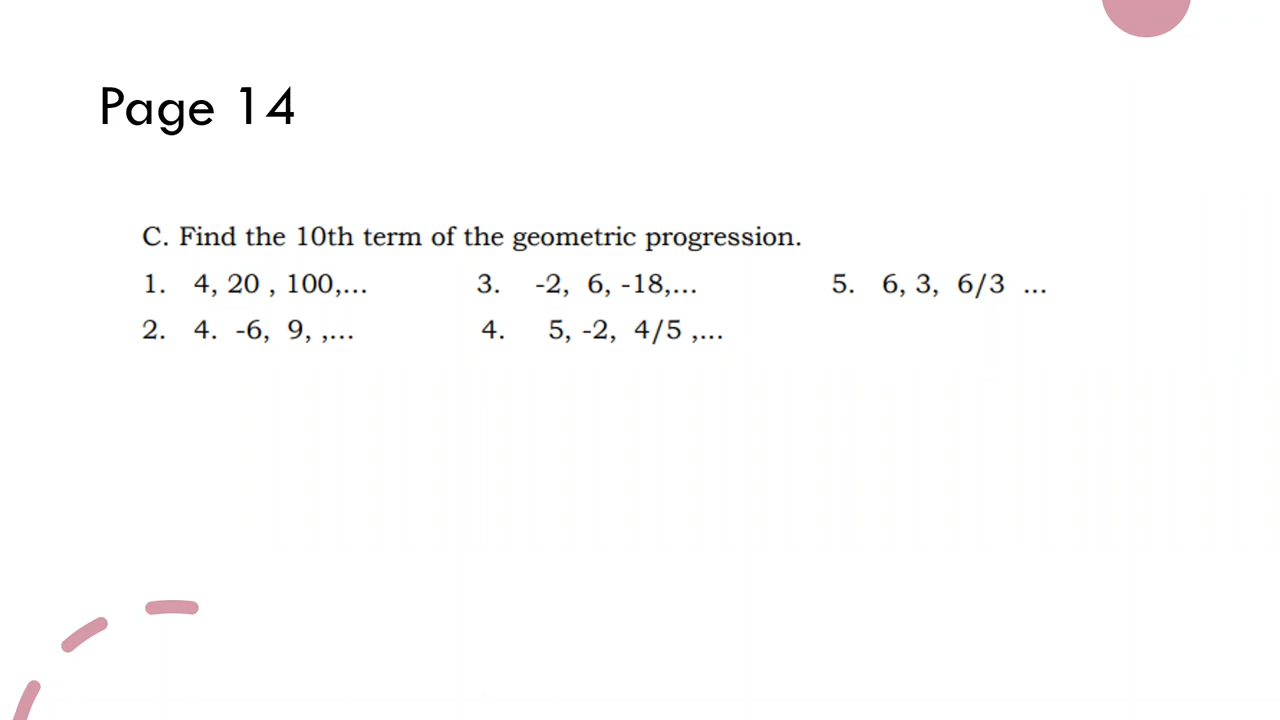 Page 14
C. Find the 10th term of the geometric progression.
1. 4, 20 , 100,... 3. -2, 6, -18,... 5. 6, 3, 6/3 ...
2. 4. -6, 9, ,... 4. 5, -2, 4/5 ,...